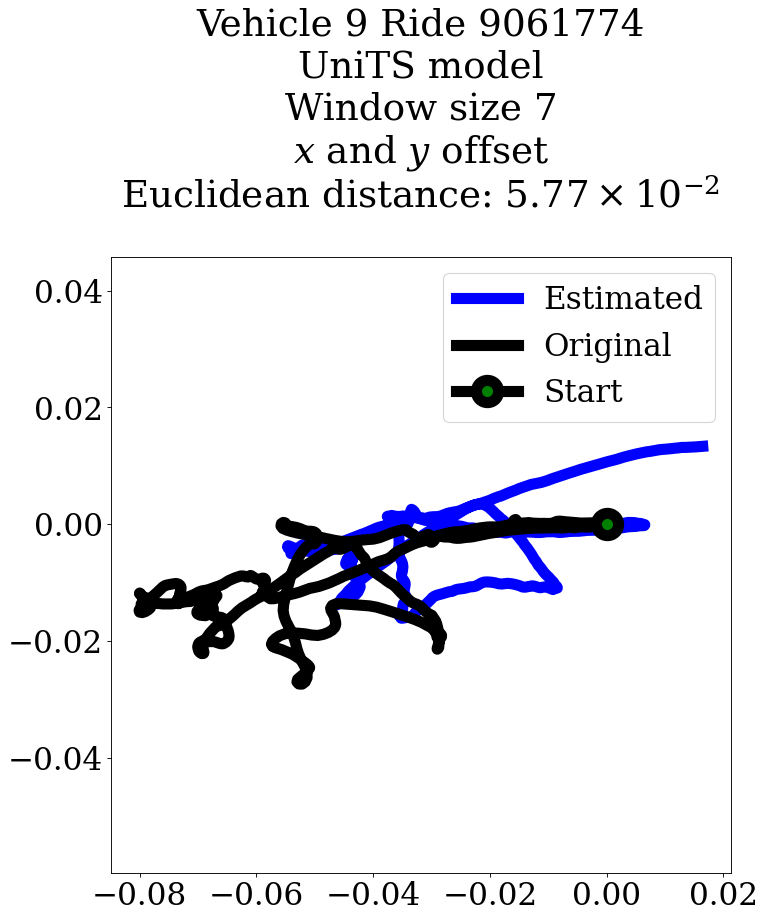 Vehicle 9 Ride 9061774
UniTS model
Window size 7
x and y offset
Euclidean distance: 5.77 × 10⁻²
Estimated
Original
Start
0.04
0.02
0.00
−0.02
−0.04
−0.08 −0.06 −0.04 −0.02 0.00 0.02